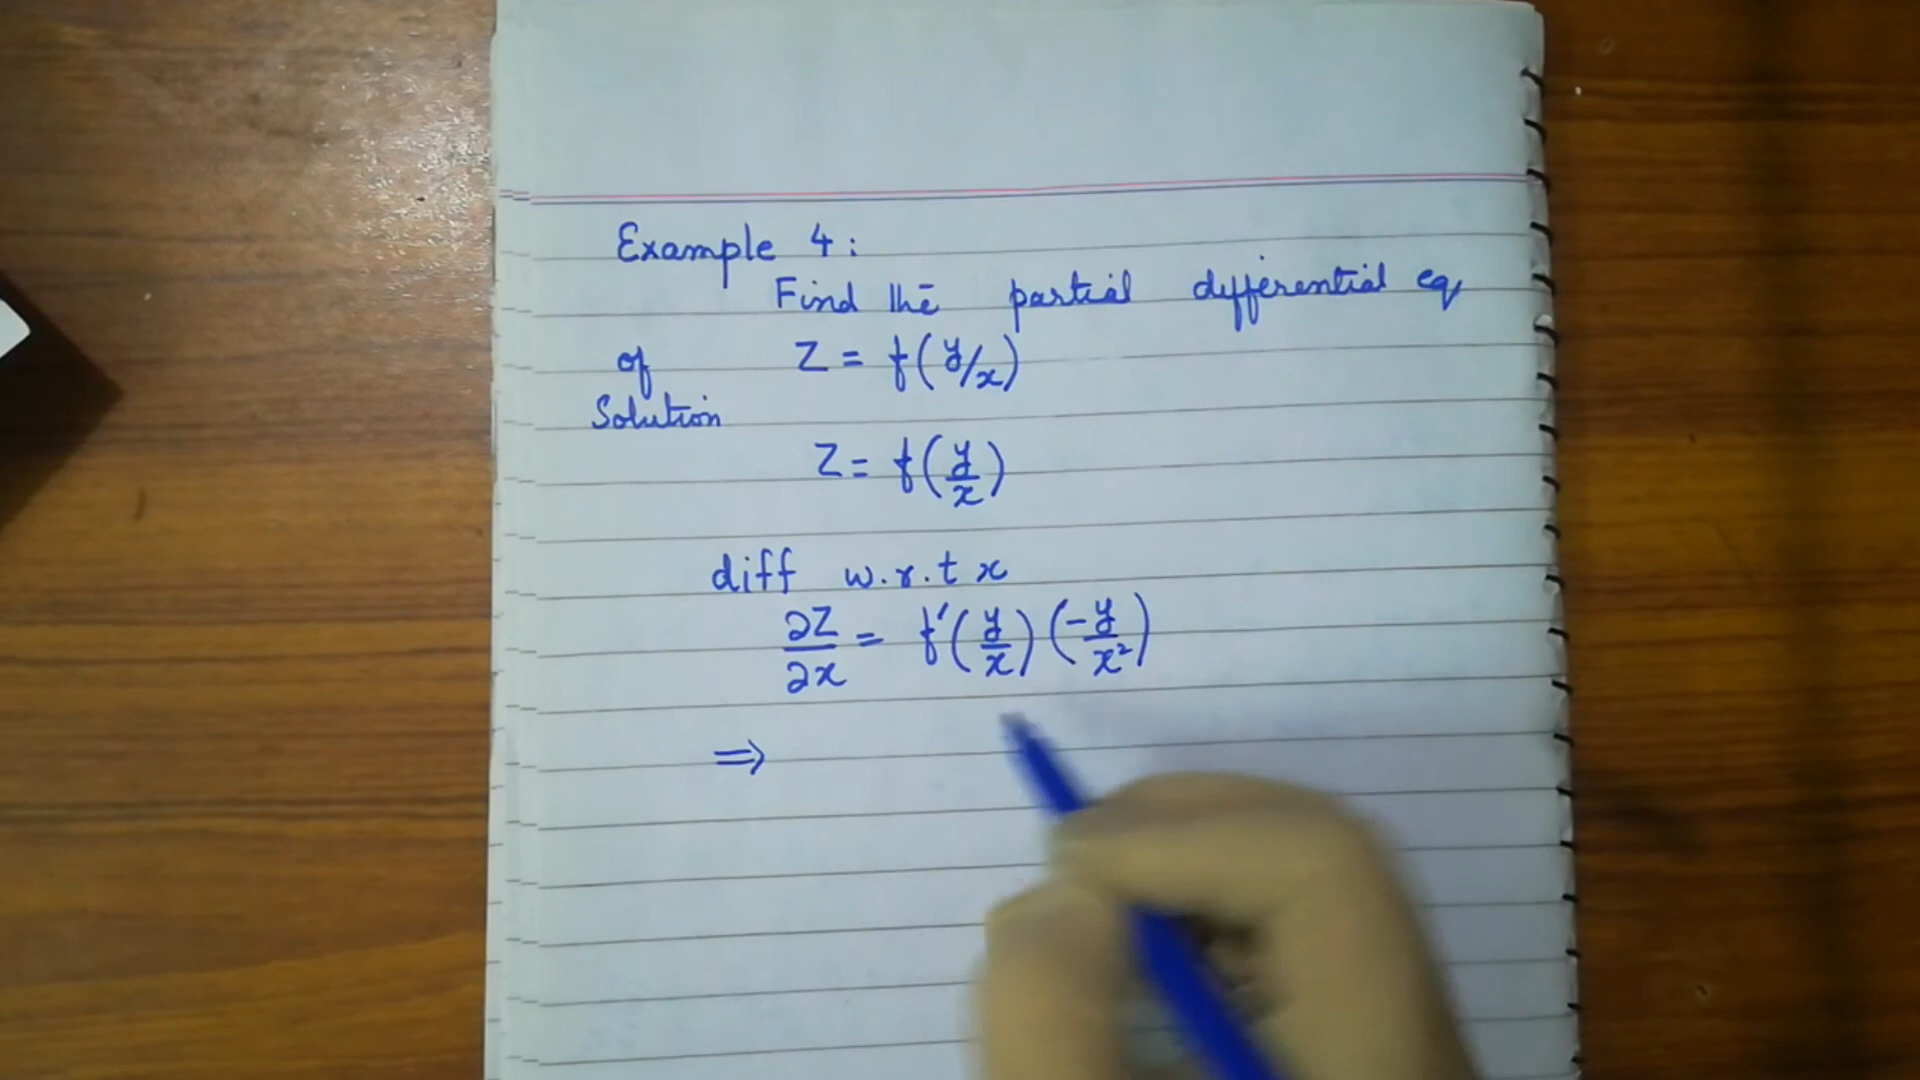 Example 4:
Find the partial differential eq
of Z = f(y/x)
Solution
Z = f(y/x)
diff w.r.t x
∂Z/∂x = f′(y/x)(-y/x²)
⇒